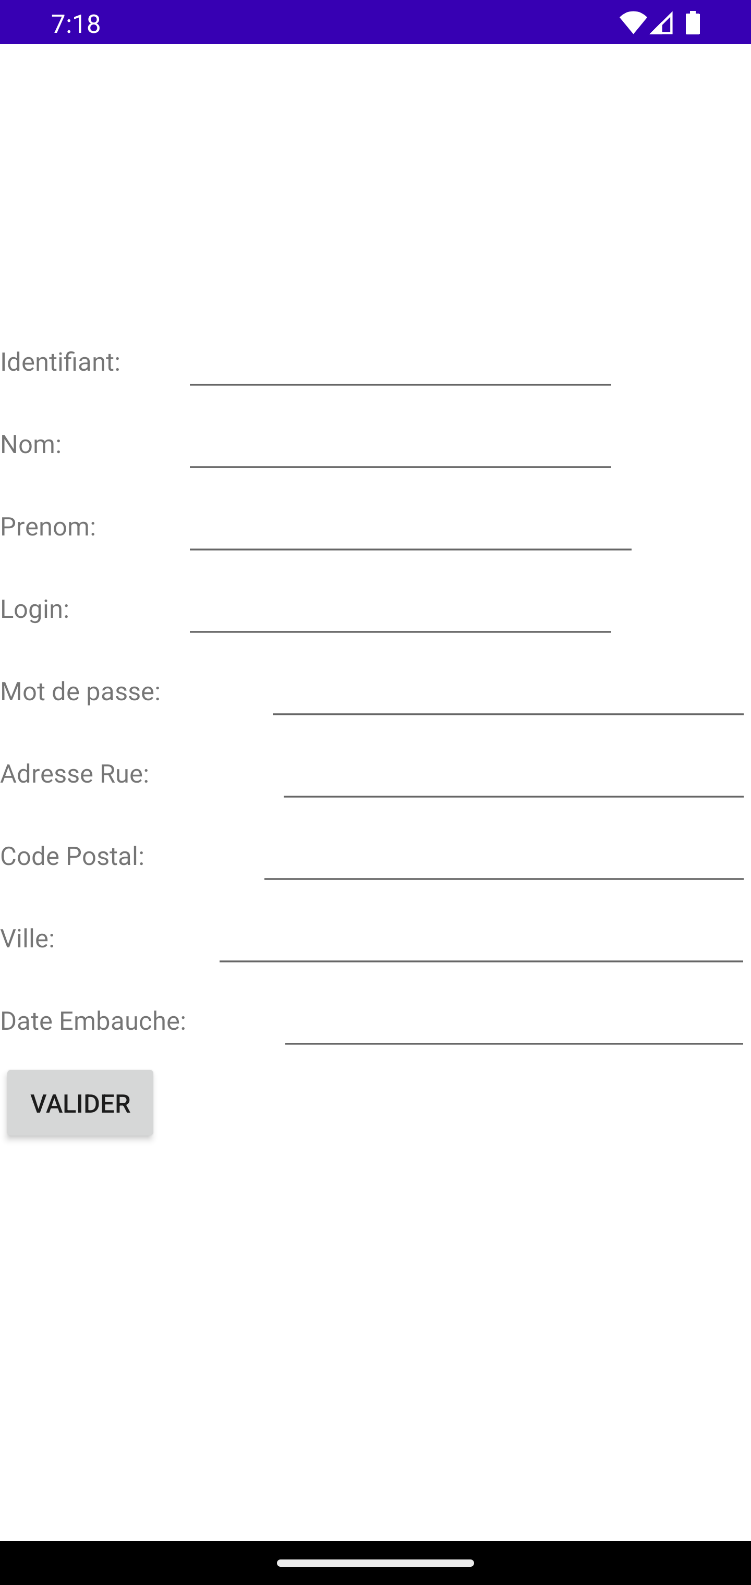 7:18
Identifiant:
Nom:
Prenom:
Login:
Mot de passe:
Adresse Rue:
Code Postal:
Ville:
Date Embauche:
VALIDER